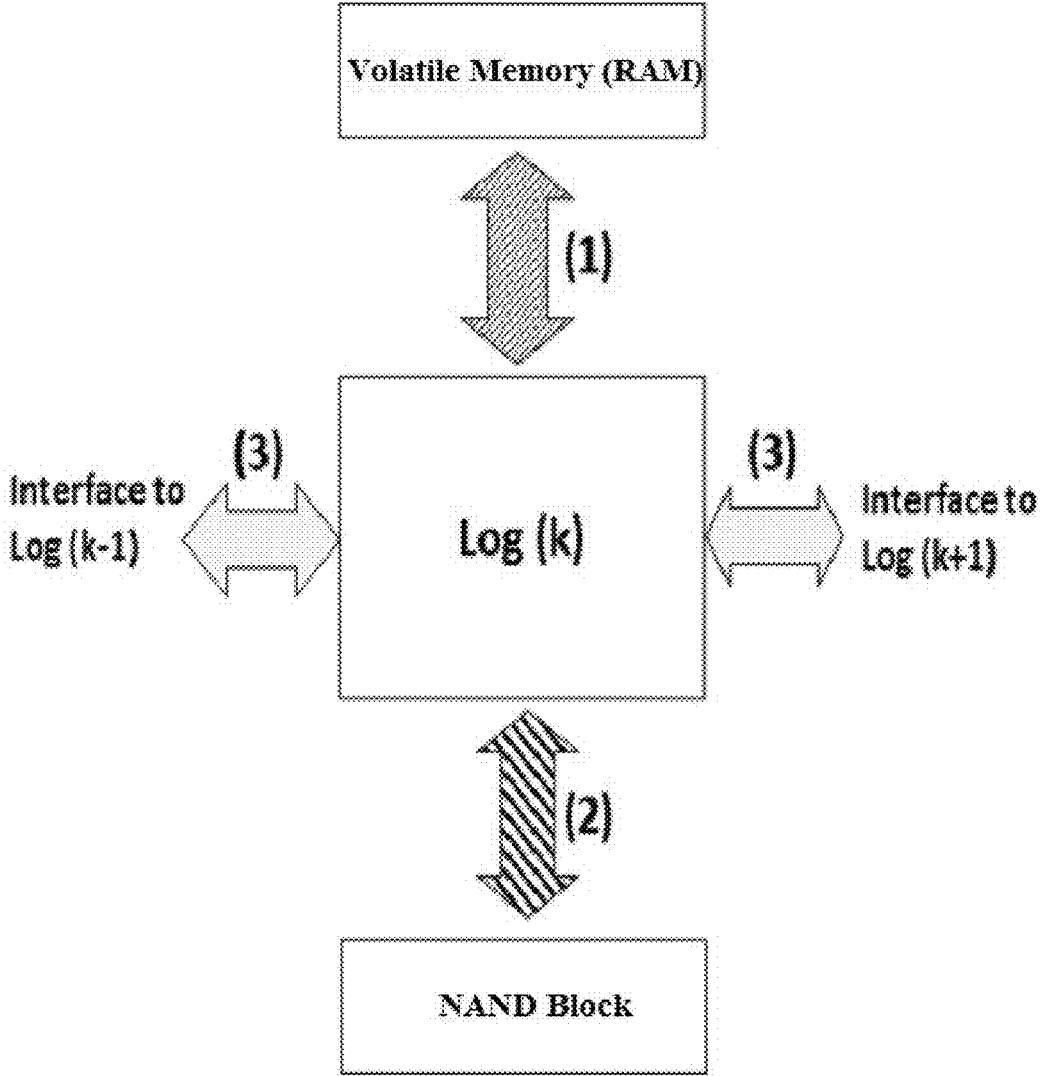 Volatile Memory (RAM)
(1)
(3)
(3)
Interface to
Log (k-1)
Log (k)
Interface to
Log (k+1)
(2)
NAND Block